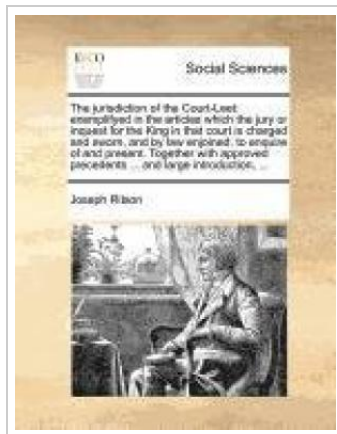 ECCO
Social Sciences
The jurisdiction of the Court-Leet:
exemplifyed in the articles which the jury or
inquest for the King in that court is charged
and sworn, and by law enjoined, to enquire
of and present. Together with approved
precedents ... and large introduction, ...
Joseph Ritson